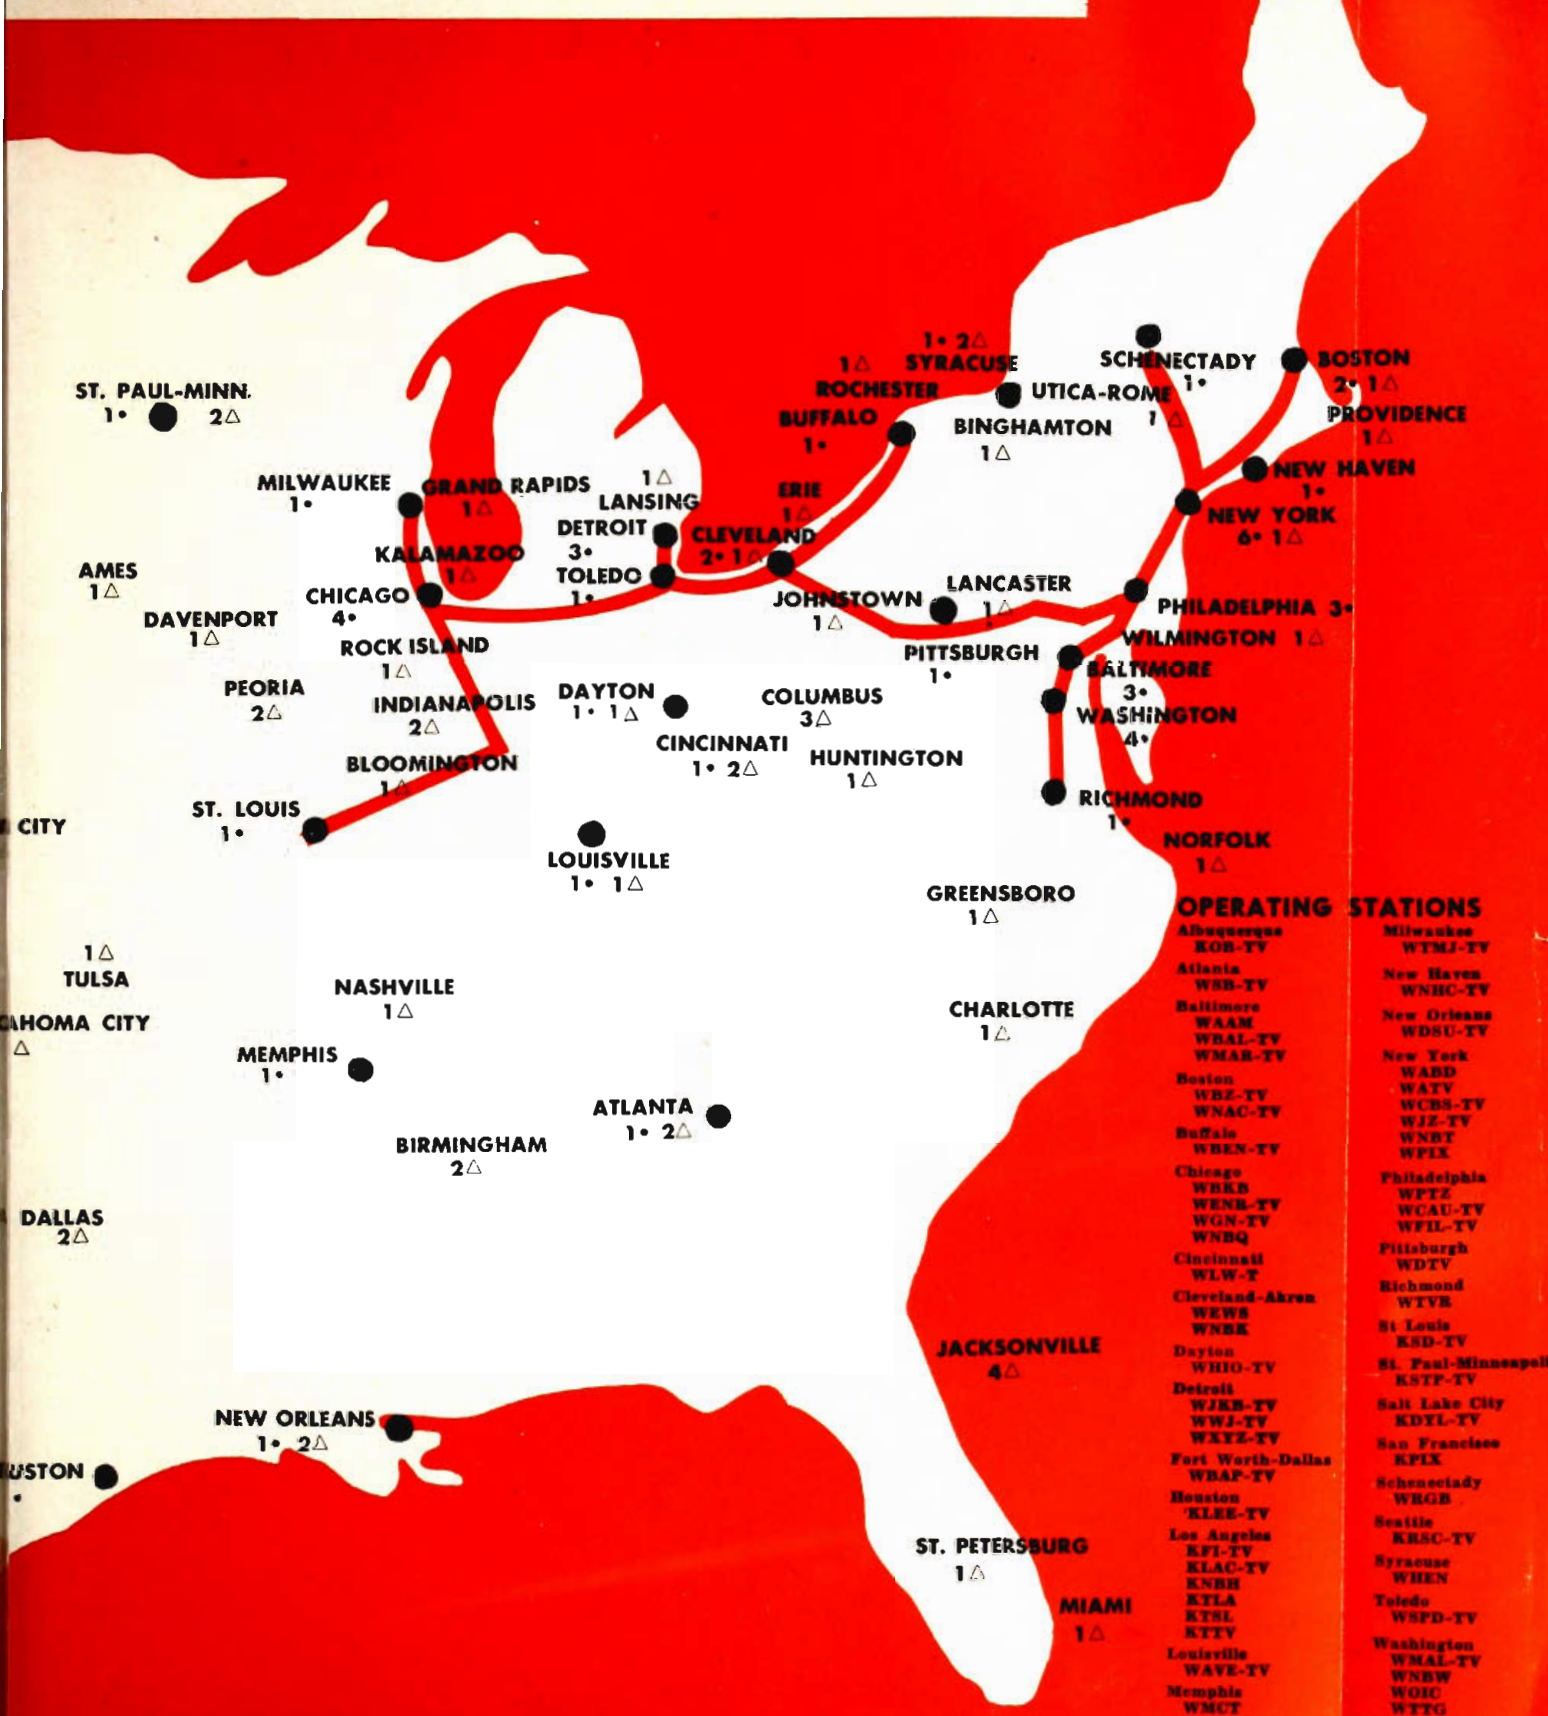 1• 2△
SYRACUSE
1△
ROCHESTER
BUFFALO
1•
SCHENECTADY
1•
BOSTON
2• 1△
UTICA-ROME
1 △
PROVIDENCE
1△
BINGHAMTON
1△
ST. PAUL-MINN.
1• 2△
NEW HAVEN
1•
MILWAUKEE
1•
GRAND RAPIDS
1△
1△
LANSING
ERIE
1△
NEW YORK
6• 1△
DETROIT
3•
CLEVELAND
2• 1△
KALAMAZOO
1△
AMES
1△
TOLEDO
1•
CHICAGO
4•
JOHNSTOWN
1△
LANCASTER
1△
PHILADELPHIA 3•
DAVENPORT
1△
WILMINGTON 1△
ROCK ISLAND
1△
PITTSBURGH
1•
BALTIMORE
3•
PEORIA
2△
INDIANAPOLIS
2△
DAYTON
1• 1△
COLUMBUS
3△
WASHINGTON
4•
CINCINNATI
1• 2△
HUNTINGTON
1△
BLOOMINGTON
1△
RICHMOND
1•
ST. LOUIS
1•
CITY
NORFOLK
1△
LOUISVILLE
1• 1△
GREENSBORO
1△
1△
TULSA
NASHVILLE
1△
CHARLOTTE
1△
AHOMA CITY
△
MEMPHIS
1•
ATLANTA
1• 2△
BIRMINGHAM
2△
DALLAS
2△
JACKSONVILLE
4△
NEW ORLEANS
1• 2△
USTON
•
ST. PETERSBURG
1△
MIAMI
1△
OPERATING STATIONS
Albuquerque
KOB-TV
Atlanta
WSB-TV
Baltimore
WAAM
WBAL-TV
WMAR-TV
Boston
WBZ-TV
WNAC-TV
Buffalo
WBEN-TV
Chicago
WBKB
WENR-TV
WGN-TV
WNBQ
Cincinnati
WLW-T
Cleveland-Akron
WEWS
WNBK
Dayton
WHIO-TV
Detroit
WJKB-TV
WWJ-TV
WXYZ-TV
Fort Worth-Dallas
WBAP-TV
Houston
KLEE-TV
Los Angeles
KFI-TV
KLAC-TV
KNBH
KTLA
KTSL
KTTV
Louisville
WAVE-TV
Memphis
WMCT
Milwaukee
WTMJ-TV
New Haven
WNHC-TV
New Orleans
WDSU-TV
New York
WABD
WATV
WCBS-TV
WJZ-TV
WNBT
WPIX
Philadelphia
WPTZ
WCAU-TV
WFIL-TV
Pittsburgh
WDTV
Richmond
WTVR
St Louis
KSD-TV
St. Paul-Minneapoli
KSTP-TV
Salt Lake City
KDYL-TV
San Francisco
KPIX
Schenectady
WRGB
Seattle
KRSC-TV
Syracuse
WHEN
Toledo
WSPD-TV
Washington
WMAL-TV
WNBW
WOIC
WTTG